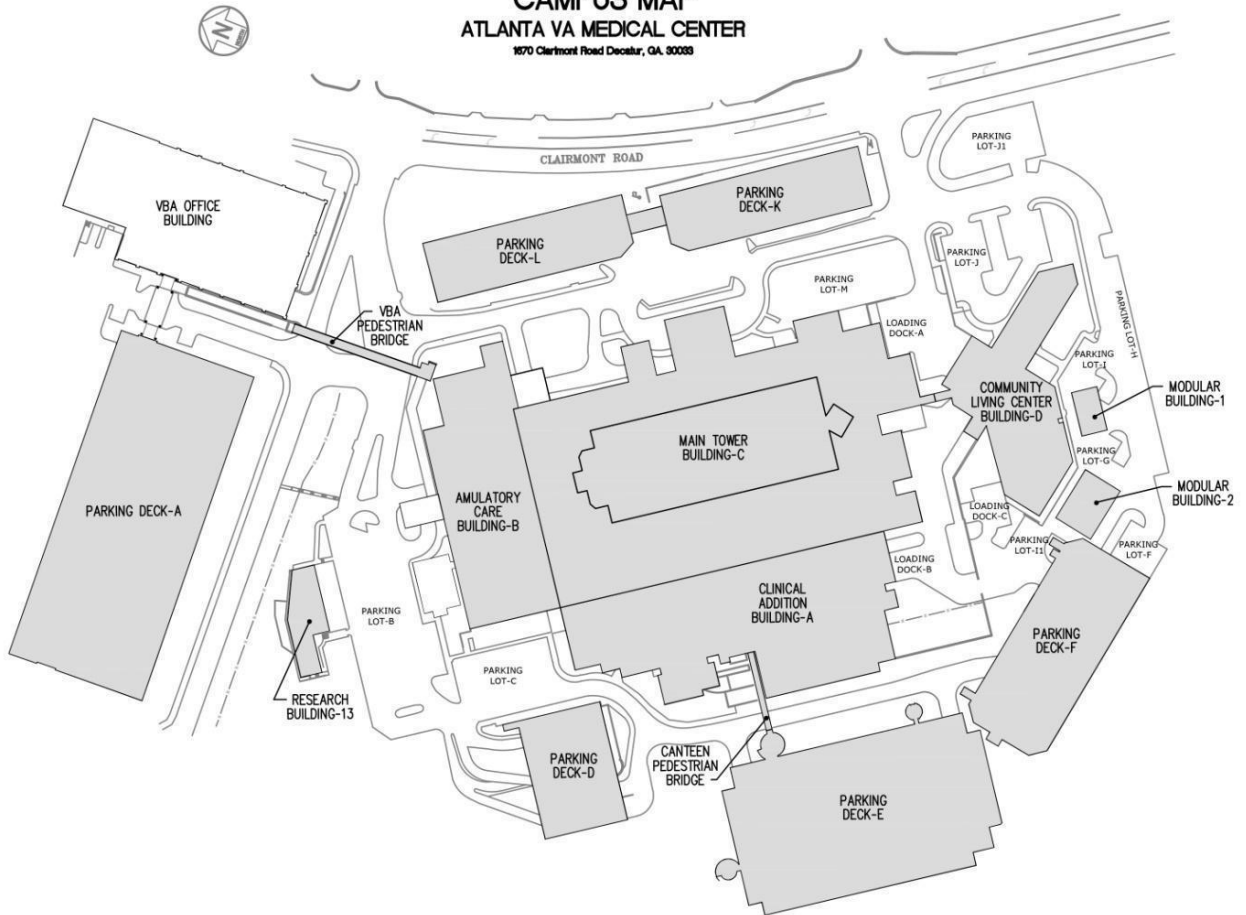 CAMPUS MAP
ATLANTA VA MEDICAL CENTER
1670 Clarimont Road Decatur, GA. 30033
N
CLAIRMONT ROAD
PARKING
LOT-J1
VBA OFFICE
BUILDING
PARKING
DECK-K
PARKING
DECK-L
PARKING
LOT-J
PARKING
LOT-M
PARKING LOT-H
VBA
PEDESTRIAN
BRIDGE
LOADING
DOCK-A
PARKING
LOT-I
COMMUNITY
LIVING CENTER
BUILDING-D
MODULAR
BUILDING-1
MAIN TOWER
BUILDING-C
PARKING
LOT-G
MODULAR
BUILDING-2
PARKING DECK-A
AMULATORY
CARE
BUILDING-B
LOADING
DOCK-C
PARKING
LOT-I1
PARKING
LOT-F
LOADING
DOCK-B
CLINICAL
ADDITION
BUILDING-A
PARKING
LOT-B
PARKING
DECK-F
PARKING
LOT-C
RESEARCH
BUILDING-13
PARKING
DECK-D
CANTEEN
PEDESTRIAN
BRIDGE
PARKING
DECK-E